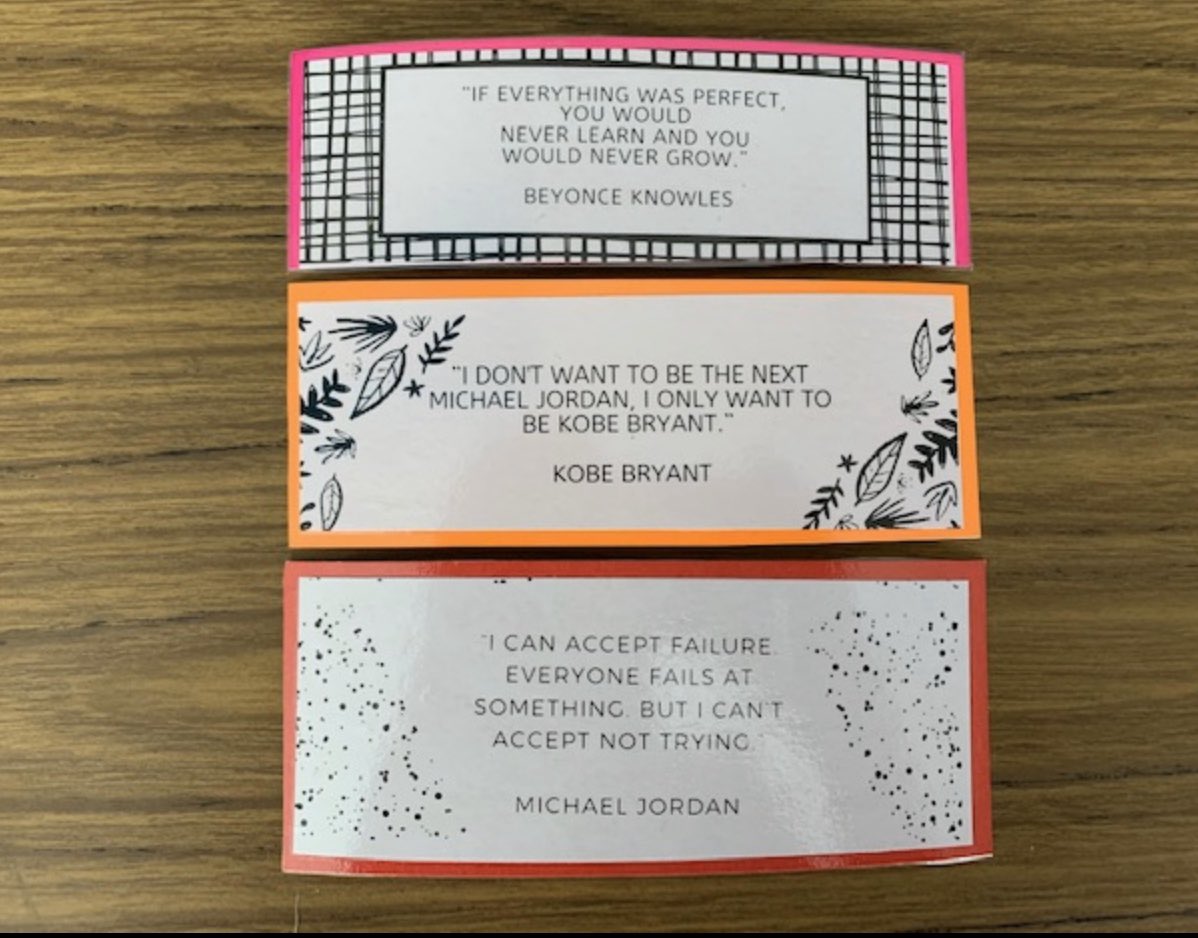 "IF EVERYTHING WAS PERFECT,
YOU WOULD
NEVER LEARN AND YOU
WOULD NEVER GROW."
BEYONCE KNOWLES
"I DON'T WANT TO BE THE NEXT
MICHAEL JORDAN, I ONLY WANT TO
BE KOBE BRYANT."
KOBE BRYANT
"I CAN ACCEPT FAILURE.
EVERYONE FAILS AT
SOMETHING. BUT I CAN'T
ACCEPT NOT TRYING."
MICHAEL JORDAN